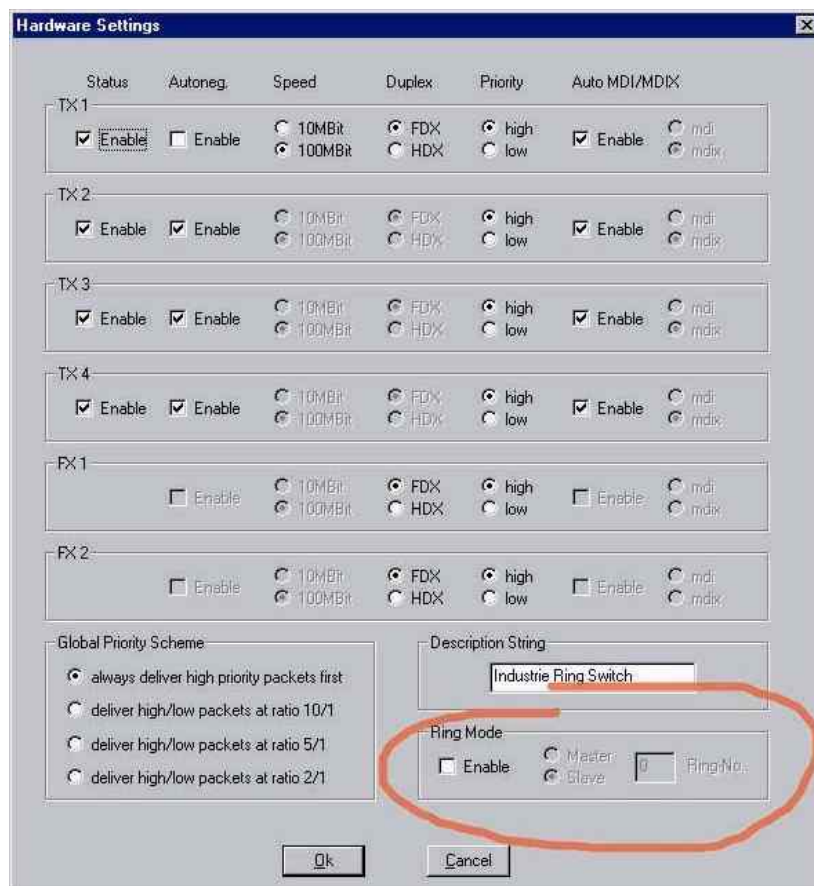 Hardware Settings
Status Autoneg. Speed Duplex Priority Auto MDI/MDIX
TX 1
Enable Enable 10MBit FDX high Enable mdi
100MBit HDX low mdix
TX 2
Enable Enable 10MBit FDX high Enable mdi
100MBit HDX low mdix
TX 3
Enable Enable 10MBit FDX high Enable mdi
100MBit HDX low mdix
TX 4
Enable Enable 10MBit FDX high Enable mdi
100MBit HDX low mdix
FX 1
Enable 10MBit FDX high Enable mdi
100MBit HDX low mdix
FX 2
Enable 10MBit FDX high Enable mdi
100MBit HDX low mdix
Global Priority Scheme
always deliver high priority packets first
deliver high/low packets at ratio 10/1
deliver high/low packets at ratio 5/1
deliver high/low packets at ratio 2/1
Description String
Industrie Ring Switch
Ring Mode
Enable Master 0 Ring-No.
Slave
Ok Cancel